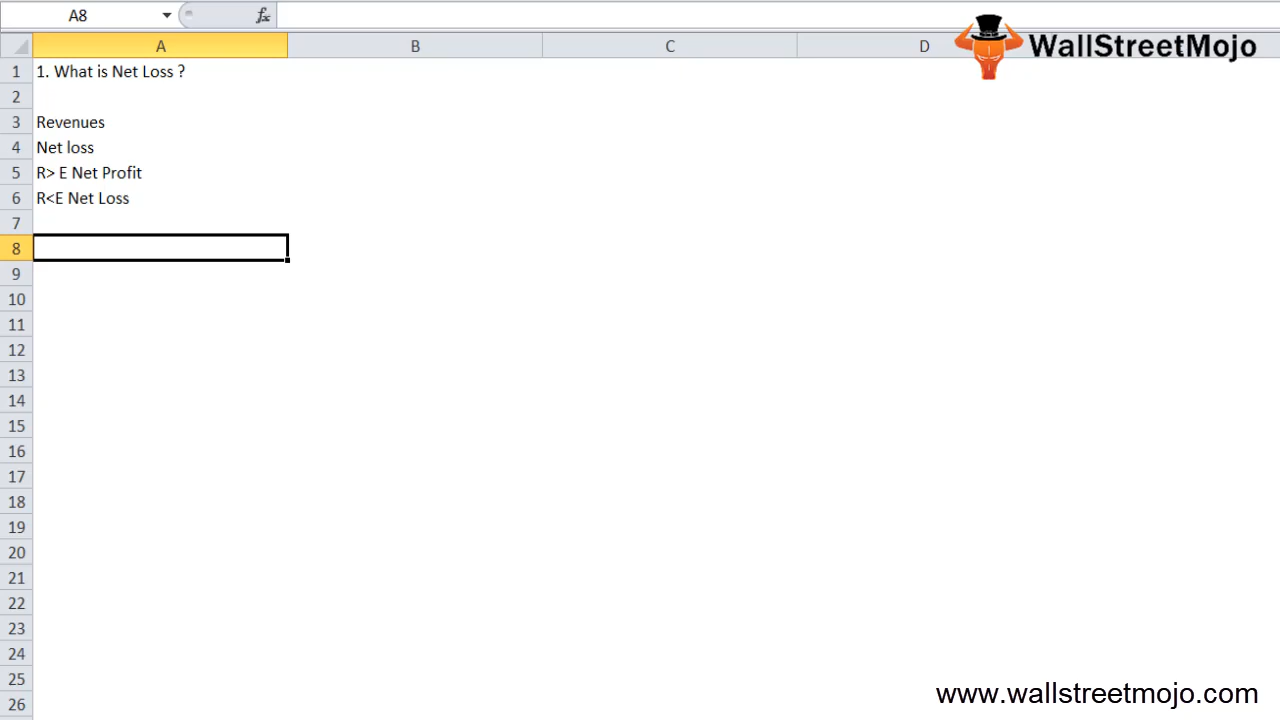 A8
fx
A B C D
WallStreetMojo
1 1. What is Net Loss ?
2
3 Revenues
4 Net loss
5 R> E Net Profit
6 R<E Net Loss
7
8
9
10
11
12
13
14
15
16
17
18
19
20
21
22
23
24
25
26
www.wallstreetmojo.com